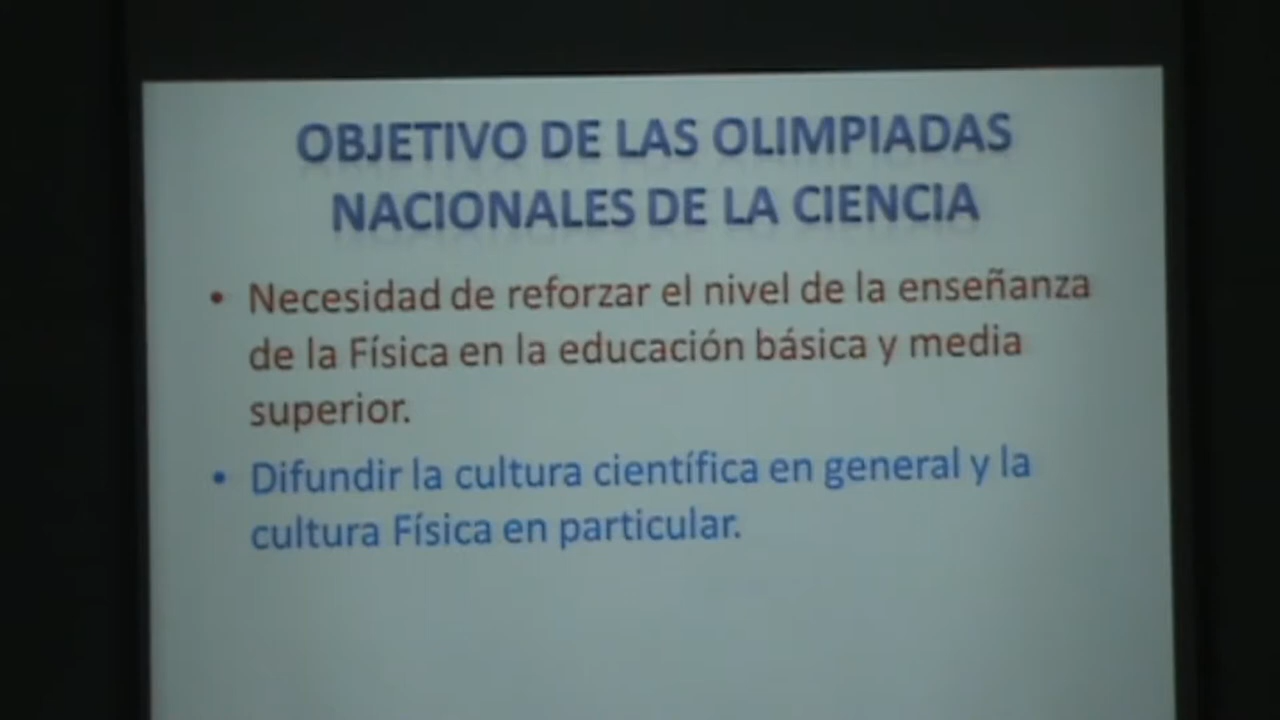 OBJETIVO DE LAS OLIMPIADAS
NACIONALES DE LA CIENCIA
• Necesidad de reforzar el nivel de la enseñanza
de la Física en la educación básica y media
superior.
• Difundir la cultura científica en general y la
cultura Física en particular.